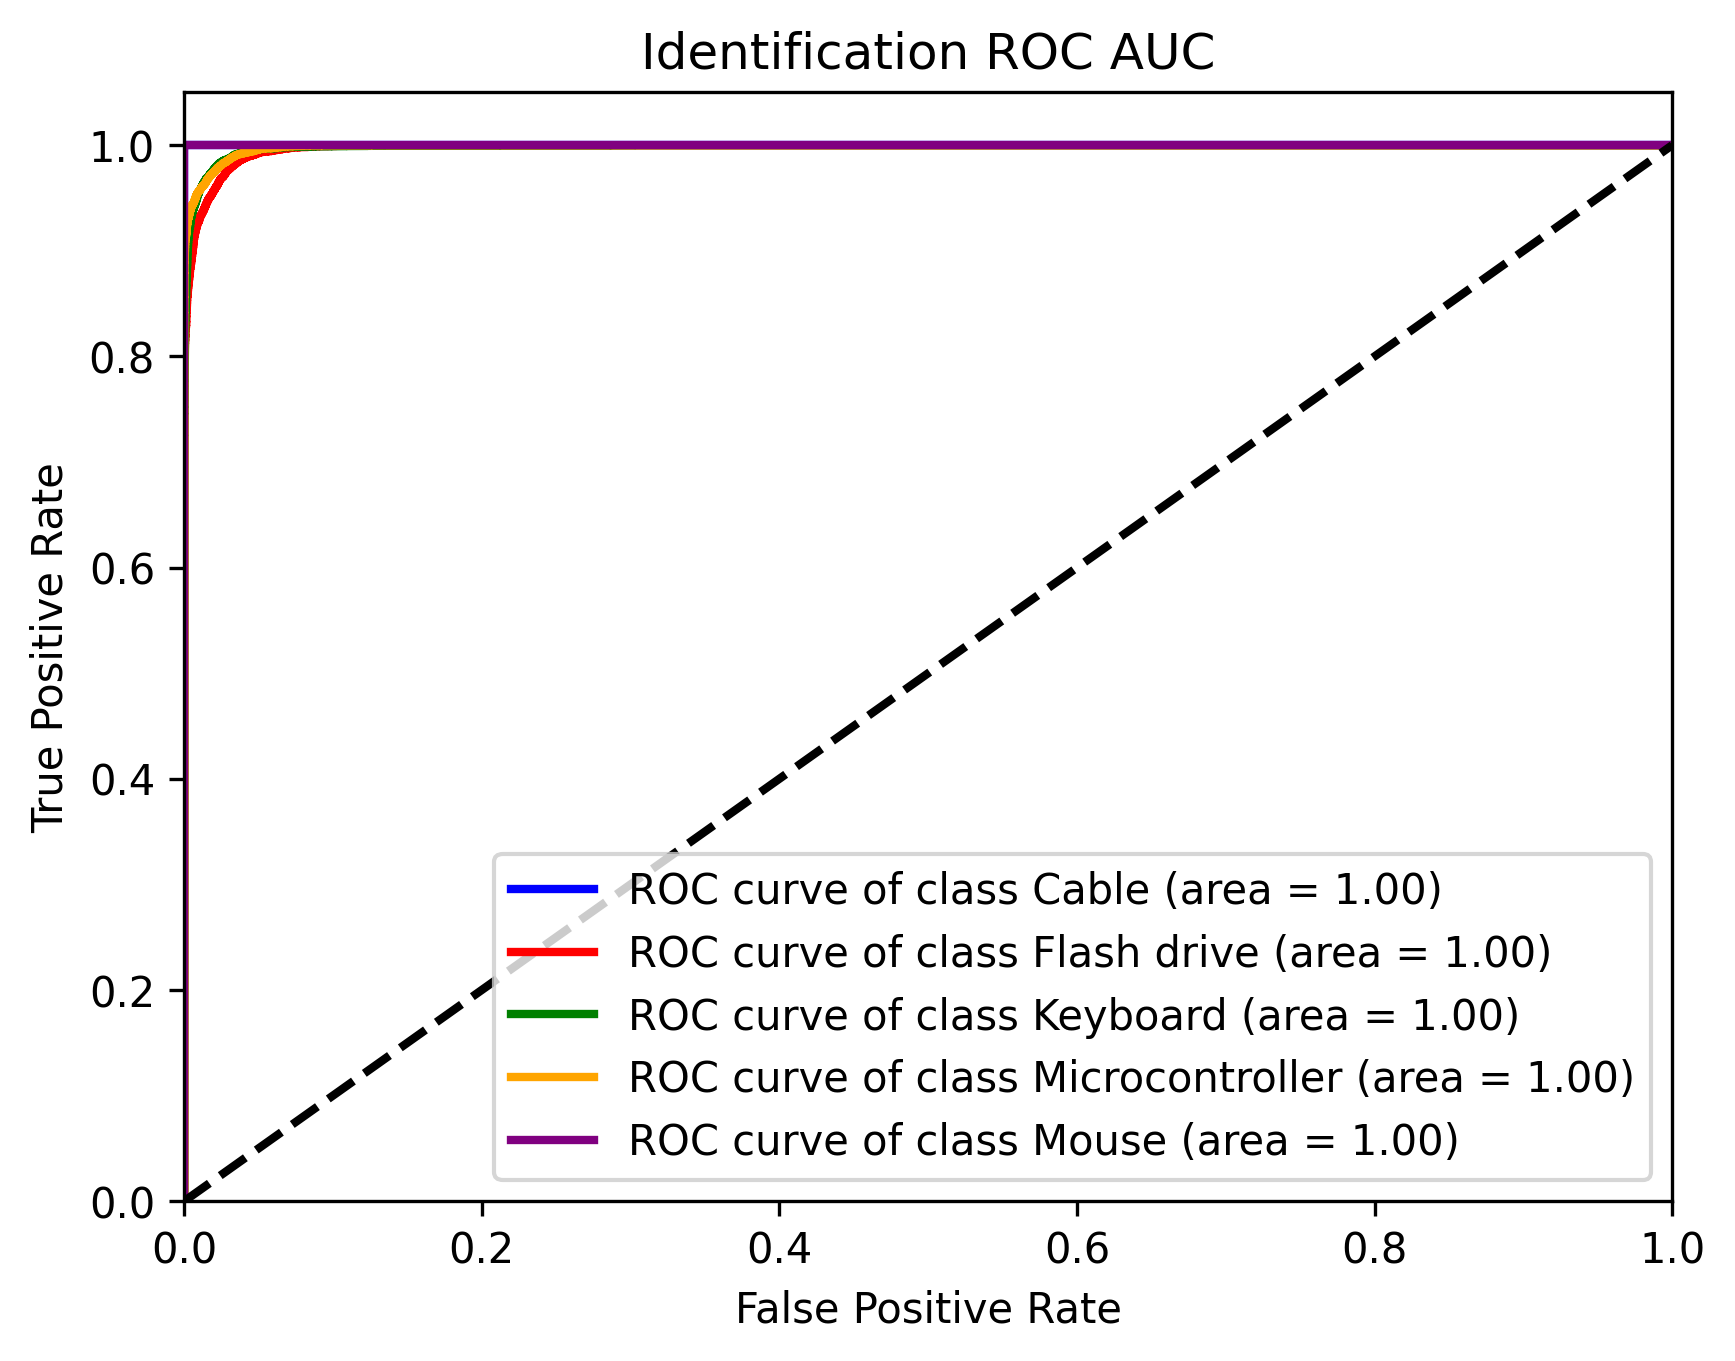 Identification ROC AUC
1.0
0.8
0.6
0.4
0.2
0.0
True Positive Rate
ROC curve of class Cable (area = 1.00)
ROC curve of class Flash drive (area = 1.00)
ROC curve of class Keyboard (area = 1.00)
ROC curve of class Microcontroller (area = 1.00)
ROC curve of class Mouse (area = 1.00)
0.0 0.2 0.4 0.6 0.8 1.0
False Positive Rate